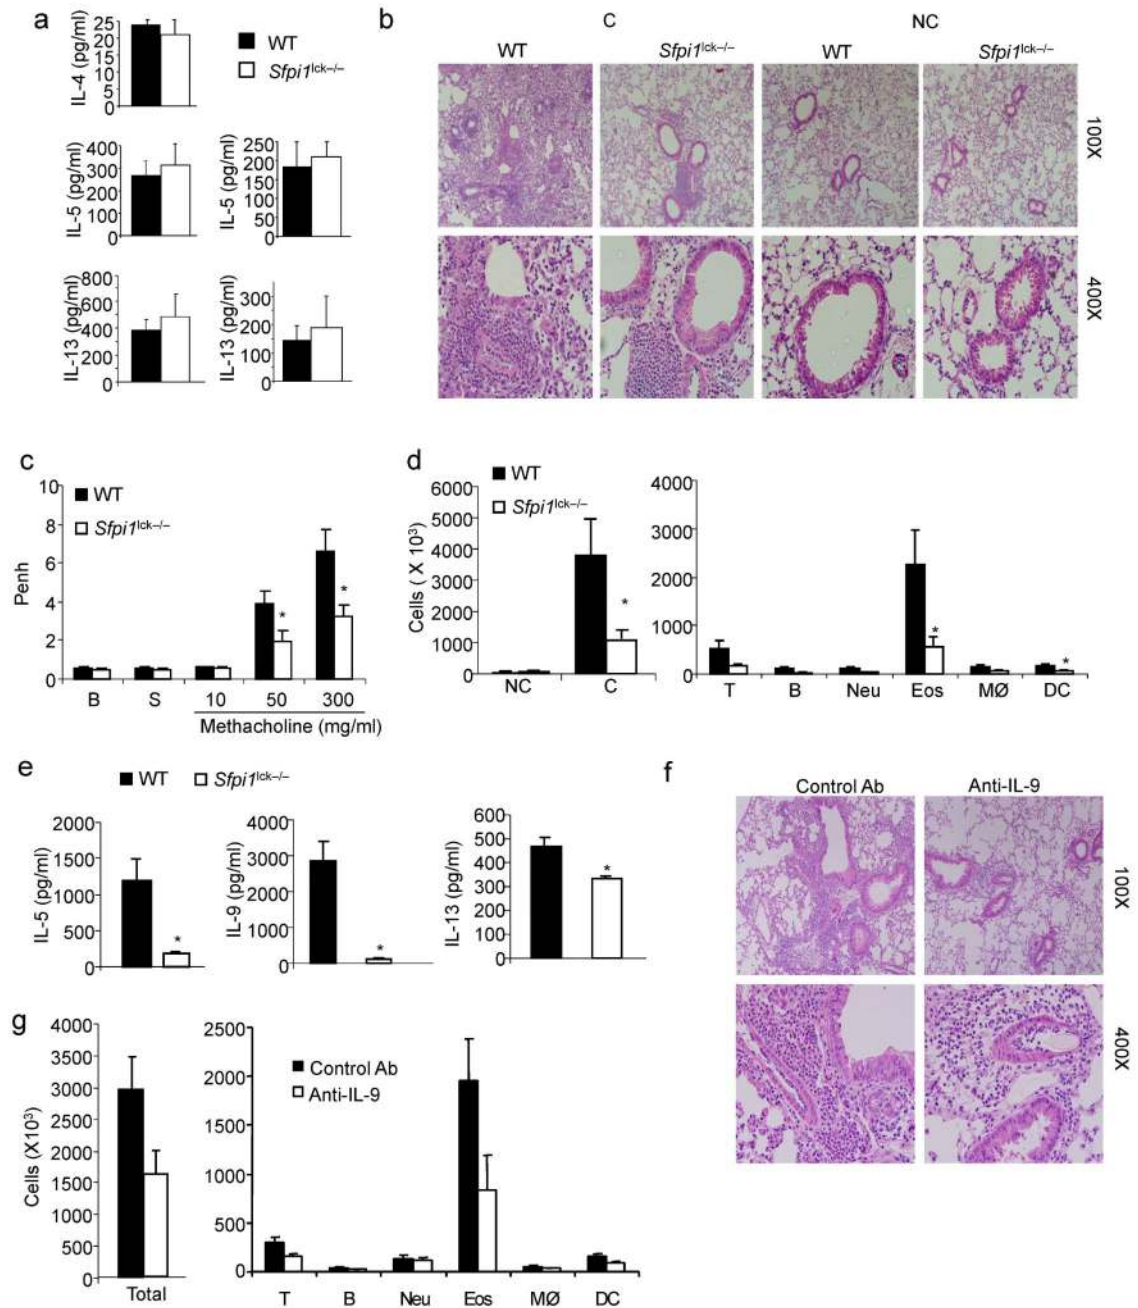 a
IL-4 (pg/ml)
25
20
15
10
5
0
WT
Sfpi1lck–/–
IL-5 (pg/ml)
400
300
200
100
0
IL-5 (pg/ml)
250
200
150
100
50
0
IL-13 (pg/ml)
800
600
400
200
0
IL-13 (pg/ml)
300
200
100
0
b
C
NC
WT
Sfpi1lck–/–
WT
Sfpi1lck–/–
100X
400X
c
WT
Sfpi1lck–/–
Penh
10
8
6
4
2
0
* *
B S 10 50 300
Methacholine (mg/ml)
d
WT
Sfpi1lck–/–
Cells ( X 10³)
6000
5000
4000
3000
2000
1000
0
*
NC C
4000
3000
2000
1000
0
* *
T B Neu Eos MØ DC
e
WT
Sfpi1lck–/–
IL-5 (pg/ml)
2000
1500
1000
500
0
*
IL-9 (pg/ml)
4000
3000
2000
1000
0
*
IL-13 (pg/ml)
600
500
400
300
200
100
0
*
f
Control Ab
Anti-IL-9
100X
400X
g
Cells (X10³)
4000
3500
3000
2500
2000
1500
1000
500
0
Total
2500
2000
1500
1000
500
0
Control Ab
Anti-IL-9
T B Neu Eos MØ DC